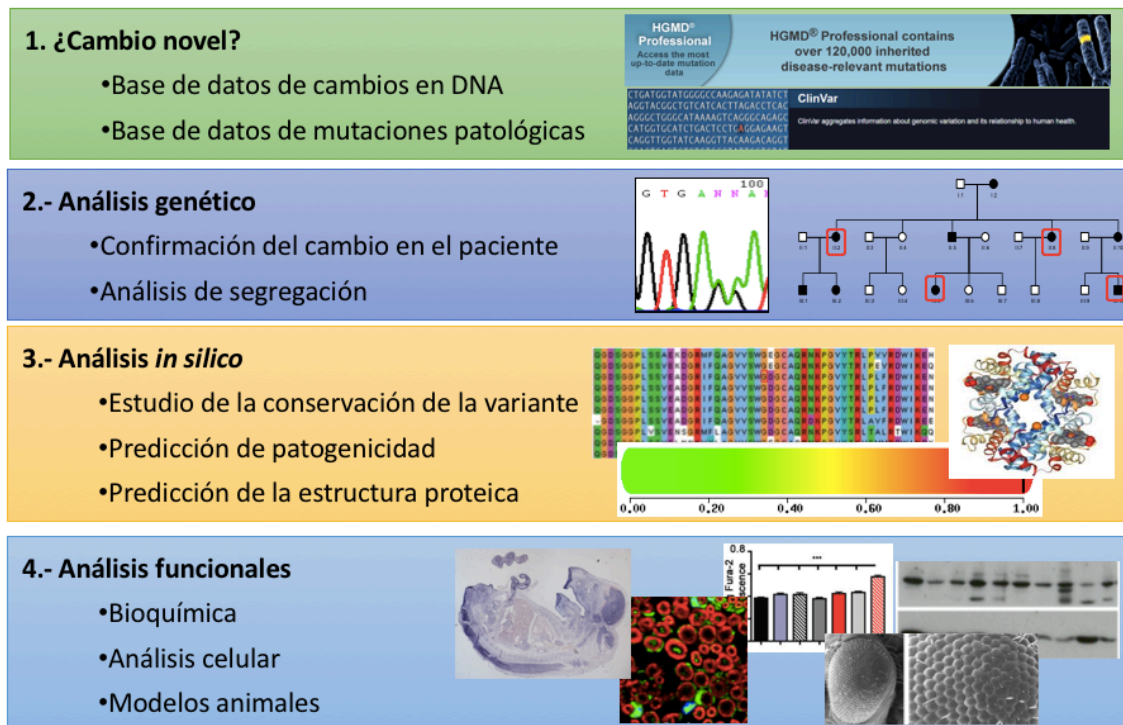 1. ¿Cambio novel?
•Base de datos de cambios en DNA
•Base de datos de mutaciones patológicas
HGMD®
Professional
Access the most
up-to-date mutation
data
HGMD® Professional contains
over 120,000 inherited
disease-relevant mutations
CTGATGGTATGGGGCCAAGAGATATATCT
AGGTACGGCTGTCATCACTTAGACCTCAC
AGGGCTGGGCATAAAAGTCAGGGCAGAGC
CATGGTGCATCTGACTCCTGAGGAGAAGT
CAGGTTGGTATCAAGGTTACAAGACAGGT
ClinVar
ClinVar aggregates information about genomic variation and its relationship to human health.
2.- Análisis genético
•Confirmación del cambio en el paciente
•Análisis de segregación
100
G T G A N N A
3.- Análisis in silico
•Estudio de la conservación de la variante
•Predicción de patogenicidad
•Predicción de la estructura proteica
0.00 0.20 0.40 0.60 0.80 1.00
4.- Análisis funcionales
•Bioquímica
•Análisis celular
•Modelos animales
0.8
Fura-2
***